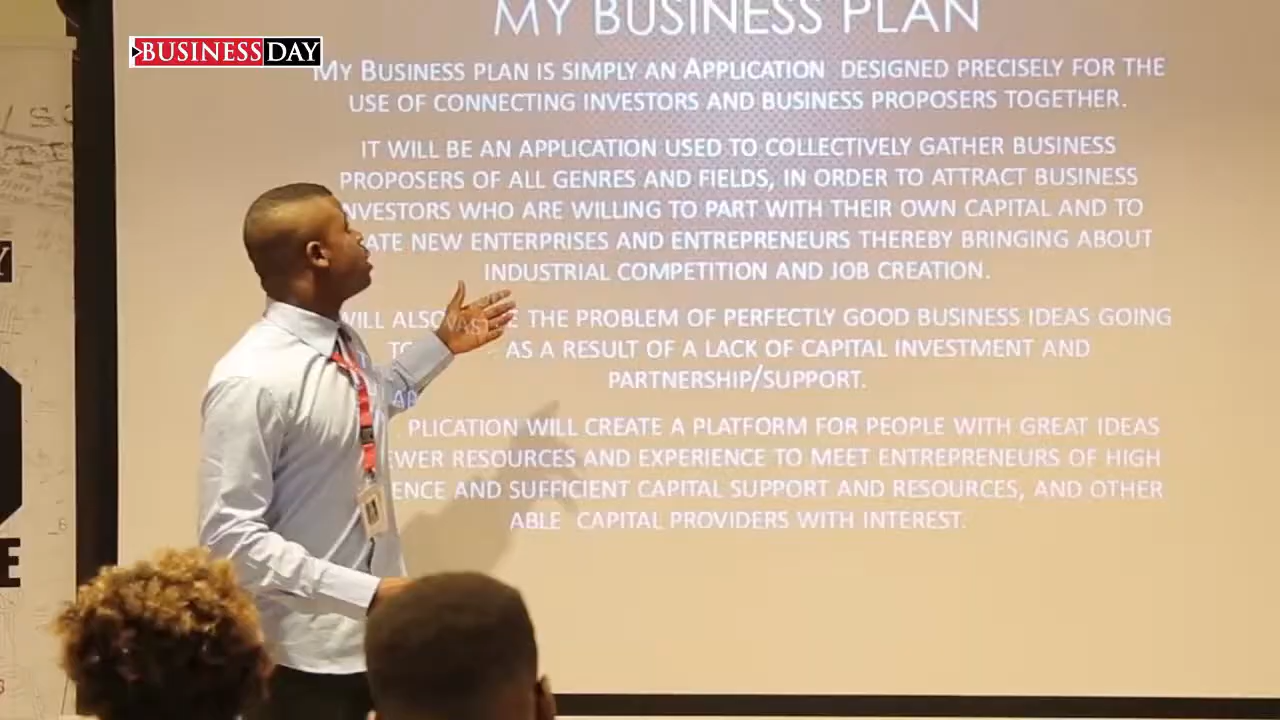 MY BUSINESS PLAN
BUSINESSDAY
MY BUSINESS PLAN IS SIMPLY AN APPLICATION DESIGNED PRECISELY FOR THE
USE OF CONNECTING INVESTORS AND BUSINESS PROPOSERS TOGETHER.
IT WILL BE AN APPLICATION USED TO COLLECTIVELY GATHER BUSINESS
PROPOSERS OF ALL GENRES AND FIELDS, IN ORDER TO ATTRACT BUSINESS
NVESTORS WHO ARE WILLING TO PART WITH THEIR OWN CAPITAL AND TO
ATE NEW ENTERPRISES AND ENTREPRENEURS THEREBY BRINGING ABOUT
INDUSTRIAL COMPETITION AND JOB CREATION.
WILL ALSO THE PROBLEM OF PERFECTLY GOOD BUSINESS IDEAS GOING
TO AS A RESULT OF A LACK OF CAPITAL INVESTMENT AND
PARTNERSHIP/SUPPORT.
PLICATION WILL CREATE A PLATFORM FOR PEOPLE WITH GREAT IDEAS
EWER RESOURCES AND EXPERIENCE TO MEET ENTREPRENEURS OF HIGH
ENCE AND SUFFICIENT CAPITAL SUPPORT AND RESOURCES, AND OTHER
ABLE CAPITAL PROVIDERS WITH INTEREST.